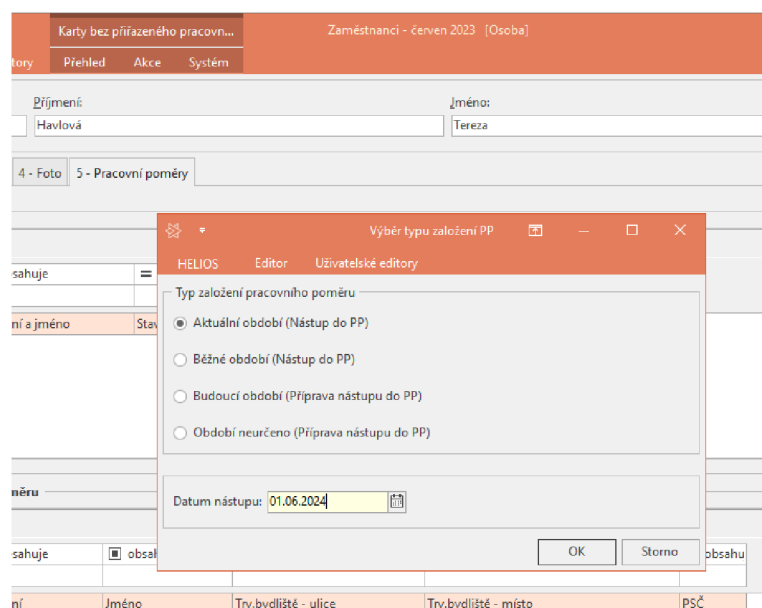 Karty bez přiřazeného pracovn...
Zaměstnanci - červen 2023 [Osoba]
tory Přehled Akce Systém
Příjmení: Jméno:
Havlová Tereza
4 - Foto 5 - Pracovní poměry
Výběr typu založení PP
HELIOS Editor Uživatelské editory
sahuje =
Typ založení pracovního poměru
ní a jméno Stav
Aktuální období (Nástup do PP)
Běžné období (Nástup do PP)
Budoucí období (Příprava nástupu do PP)
Období neurčeno (Příprava nástupu do PP)
měru
Datum nástupu: 01.06.2024
OK Storno
sahuje obsah obsahu
ní Jméno Trv.bydliště - ulice Trv.bydliště - místo PSČ